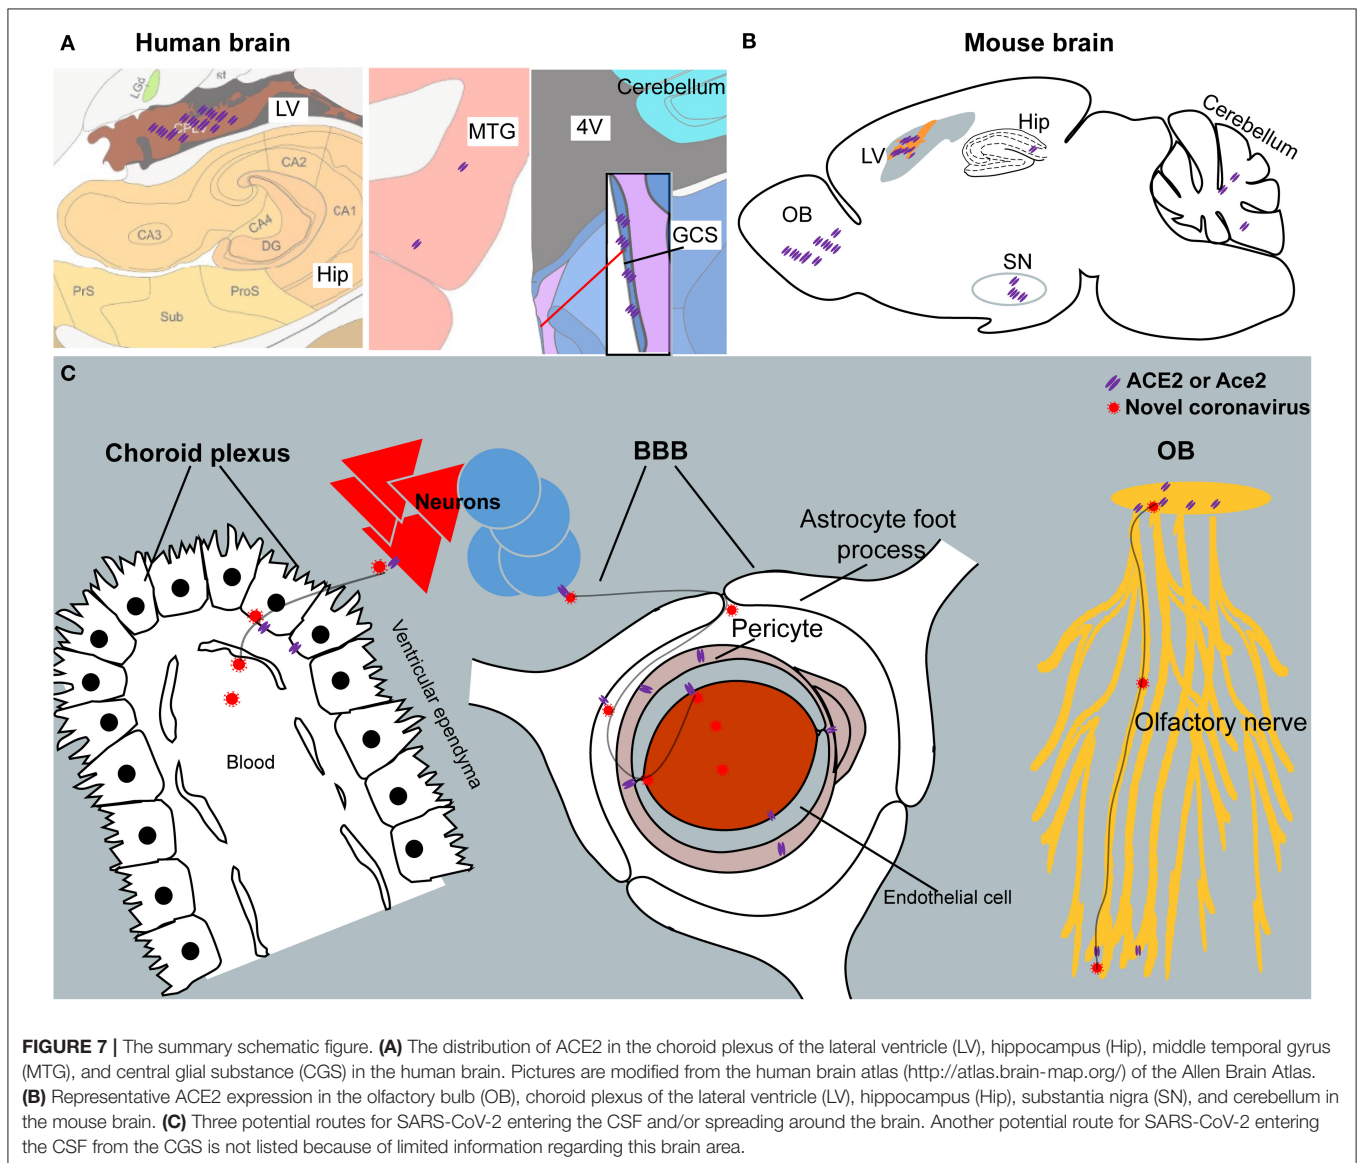 A
Human brain
B
Mouse brain
LGd
st
LV
CPLV
CA2
CA1
CA4
CA3
DG
Hip
PrS
ProS
Sub
MTG
Cerebellum
4V
GCS
LV
Hip
Cerebellum
OB
SN
C
ACE2 or Ace2
Novel coronavirus
Choroid plexus
Neurons
BBB
OB
Astrocyte foot
process
Pericyte
Ventricular ependyma
Blood
Olfactory nerve
Endothelial cell
FIGURE 7 | The summary schematic figure. (A) The distribution of ACE2 in the choroid plexus of the lateral ventricle (LV), hippocampus (Hip), middle temporal gyrus
(MTG), and central glial substance (CGS) in the human brain. Pictures are modified from the human brain atlas (http://atlas.brain-map.org/) of the Allen Brain Atlas.
(B) Representative ACE2 expression in the olfactory bulb (OB), choroid plexus of the lateral ventricle (LV), hippocampus (Hip), substantia nigra (SN), and cerebellum in
the mouse brain. (C) Three potential routes for SARS-CoV-2 entering the CSF and/or spreading around the brain. Another potential route for SARS-CoV-2 entering
the CSF from the CGS is not listed because of limited information regarding this brain area.